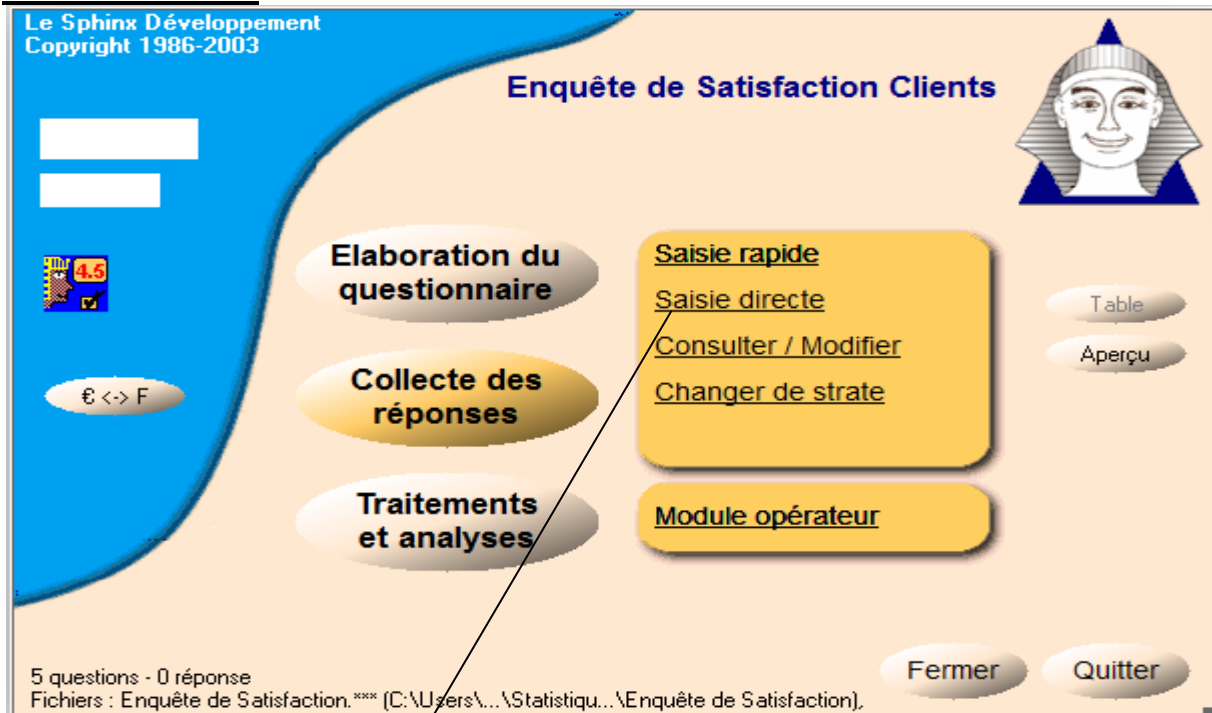 Le Sphinx Développement
Copyright 1986-2003
Enquête de Satisfaction Clients
4.5
€ <-> F
Elaboration du
questionnaire
Collecte des
réponses
Traitements
et analyses
Saisie rapide
Saisie directe
Consulter / Modifier
Changer de strate
Module opérateur
Table
Aperçu
Fermer
Quitter
5 questions - 0 réponse
Fichiers : Enquête de Satisfaction.*** (C:\Users\...\Statistiqu...\Enquête de Satisfaction),